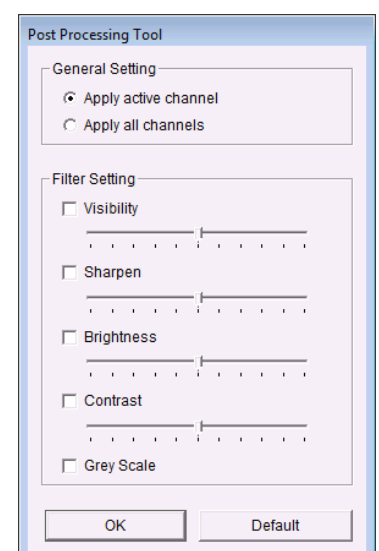 Post Processing Tool
General Setting
Apply active channel
Apply all channels
Filter Setting
Visibility
Sharpen
Brightness
Contrast
Grey Scale
OK Default